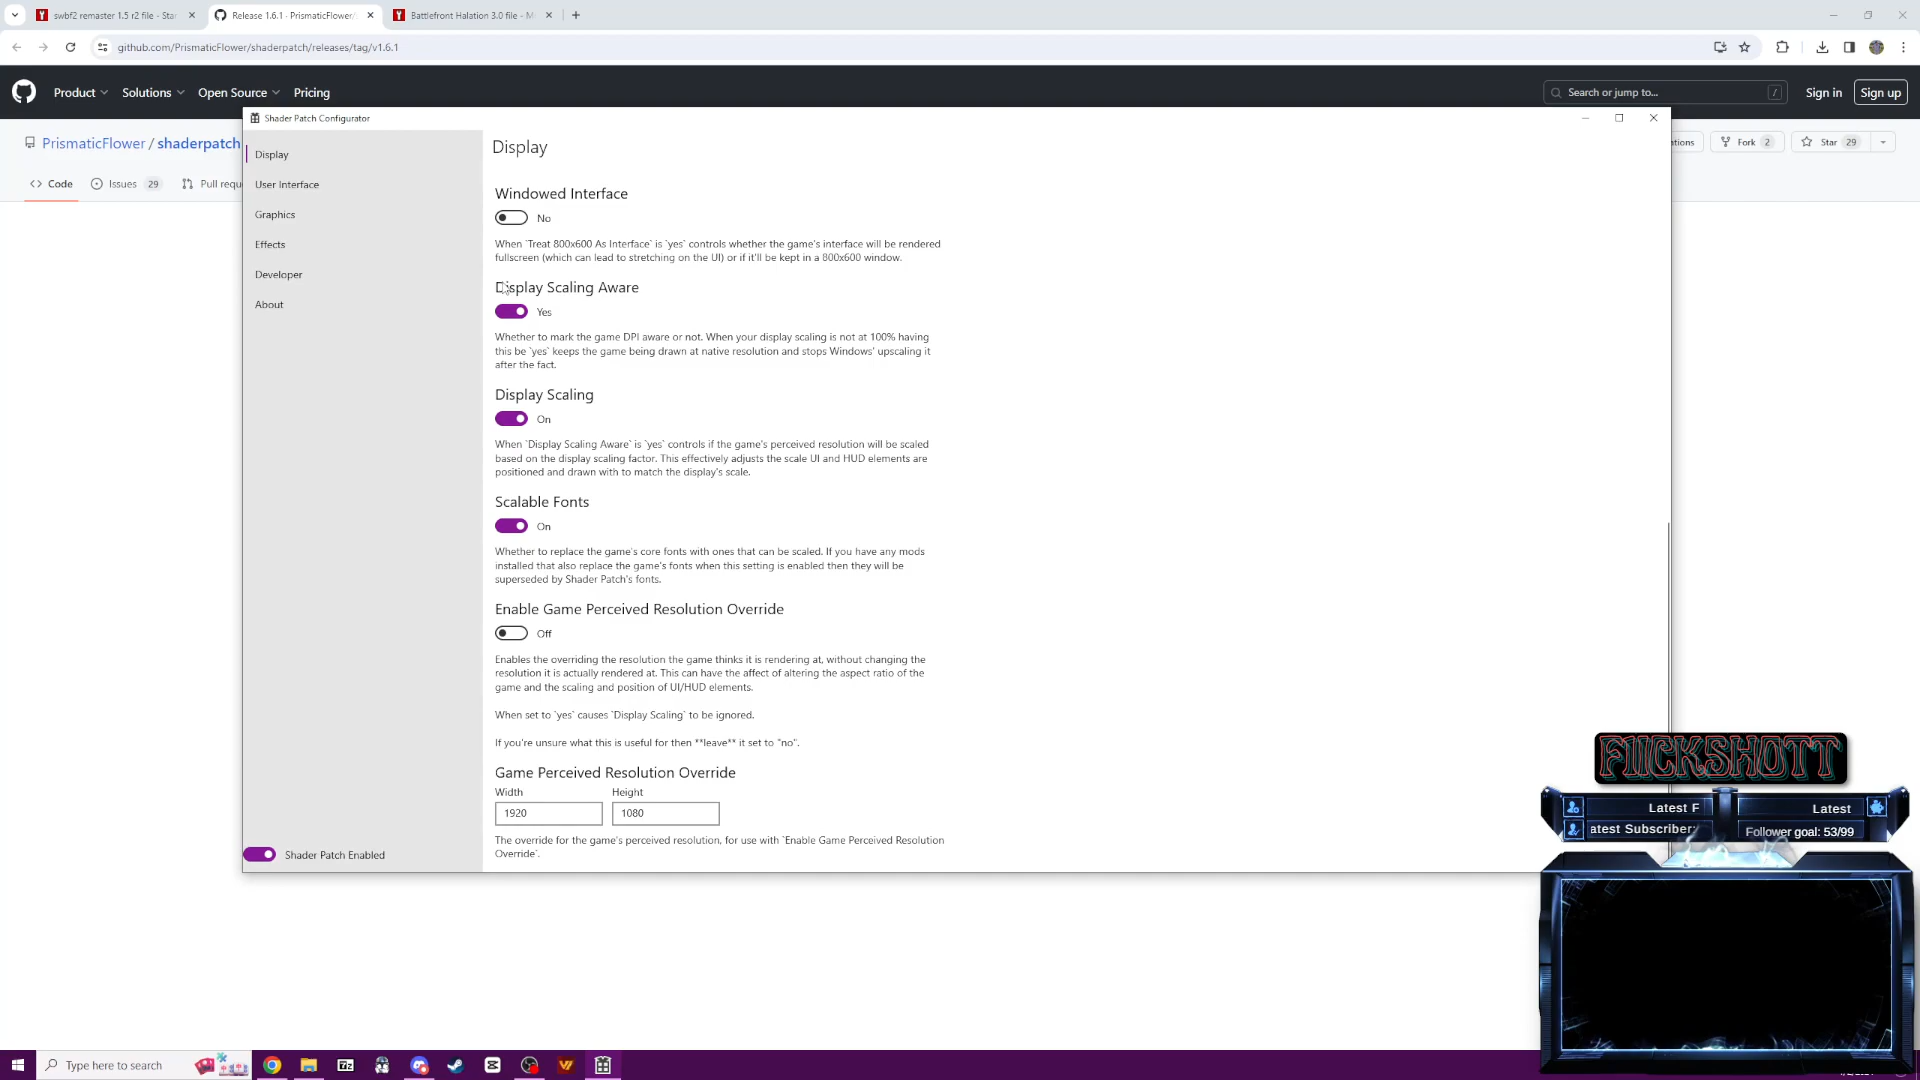 swbf2 remaster 1.5 r2 file - Star
Release 1.6.1 · PrismaticFlower/
Battlefront Halation 3.0 file - M
github.com/PrismaticFlower/shaderpatch/releases/tag/v1.6.1
Product
Solutions
Open Source
Pricing
Search or jump to...
/
Sign in
Sign up
PrismaticFlower / shaderpatch
Fork 2
Star 29
Code
Issues 29
Pull requ
Shader Patch Configurator
Display
User Interface
Graphics
Effects
Developer
About
Shader Patch Enabled
Display
Windowed Interface
No
When `Treat 800x600 As Interface` is `yes` controls whether the game's interface will be rendered
fullscreen (which can lead to stretching on the UI) or if it'll be kept in a 800x600 window.
Display Scaling Aware
Yes
Whether to mark the game DPI aware or not. When your display scaling is not at 100% having
this be `yes` keeps the game being drawn at native resolution and stops Windows' upscaling it
after the fact.
Display Scaling
On
When `Display Scaling Aware` is `yes` controls if the game's perceived resolution will be scaled
based on the display scaling factor. This effectively adjusts the scale UI and HUD elements are
positioned and drawn with to match the display's scale.
Scalable Fonts
On
Whether to replace the game's core fonts with ones that can be scaled. If you have any mods
installed that also replace the game's fonts when this setting is enabled then they will be
superseded by Shader Patch's fonts.
Enable Game Perceived Resolution Override
Off
Enables the overriding the resolution the game thinks it is rendering at, without changing the
resolution it is actually rendered at. This can have the affect of altering the aspect ratio of the
game and the scaling and position of UI/HUD elements.
When set to `yes` causes `Display Scaling` to be ignored.
If you're unsure what this is useful for then **leave** it set to "no".
Game Perceived Resolution Override
Width
Height
1920
1080
The override for the game's perceived resolution, for use with `Enable Game Perceived Resolution
Override`.
FIICKSHOTT
Latest F
Latest
atest Subscriber:
Follower goal: 53/99
Type here to search